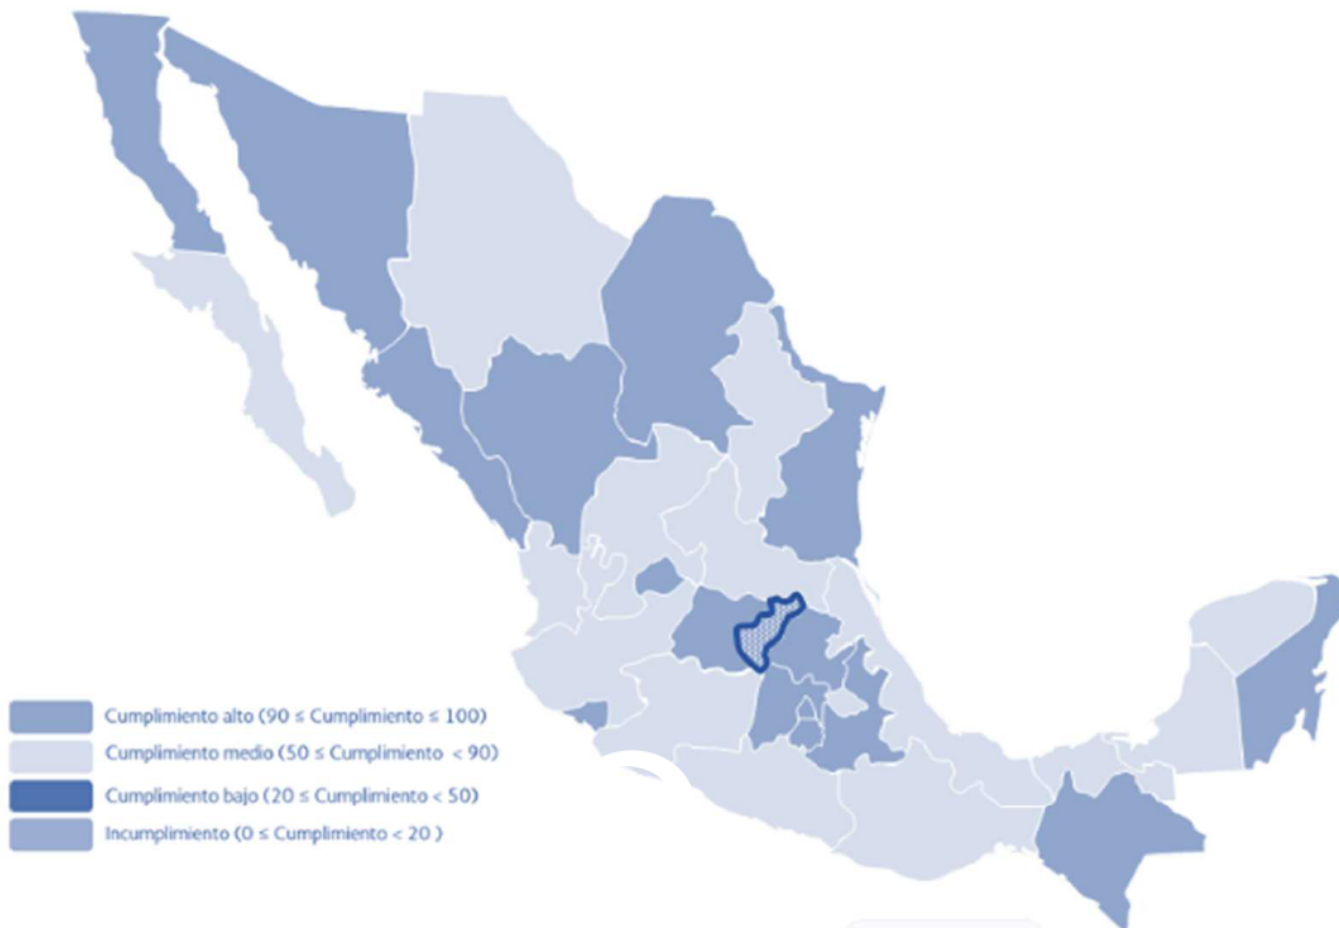 Cumplimiento alto (90 ≤ Cumplimiento ≤ 100)
Cumplimiento medio (50 ≤ Cumplimiento < 90)
Cumplimiento bajo (20 ≤ Cumplimiento < 50)
Incumplimiento (0 ≤ Cumplimiento < 20 )